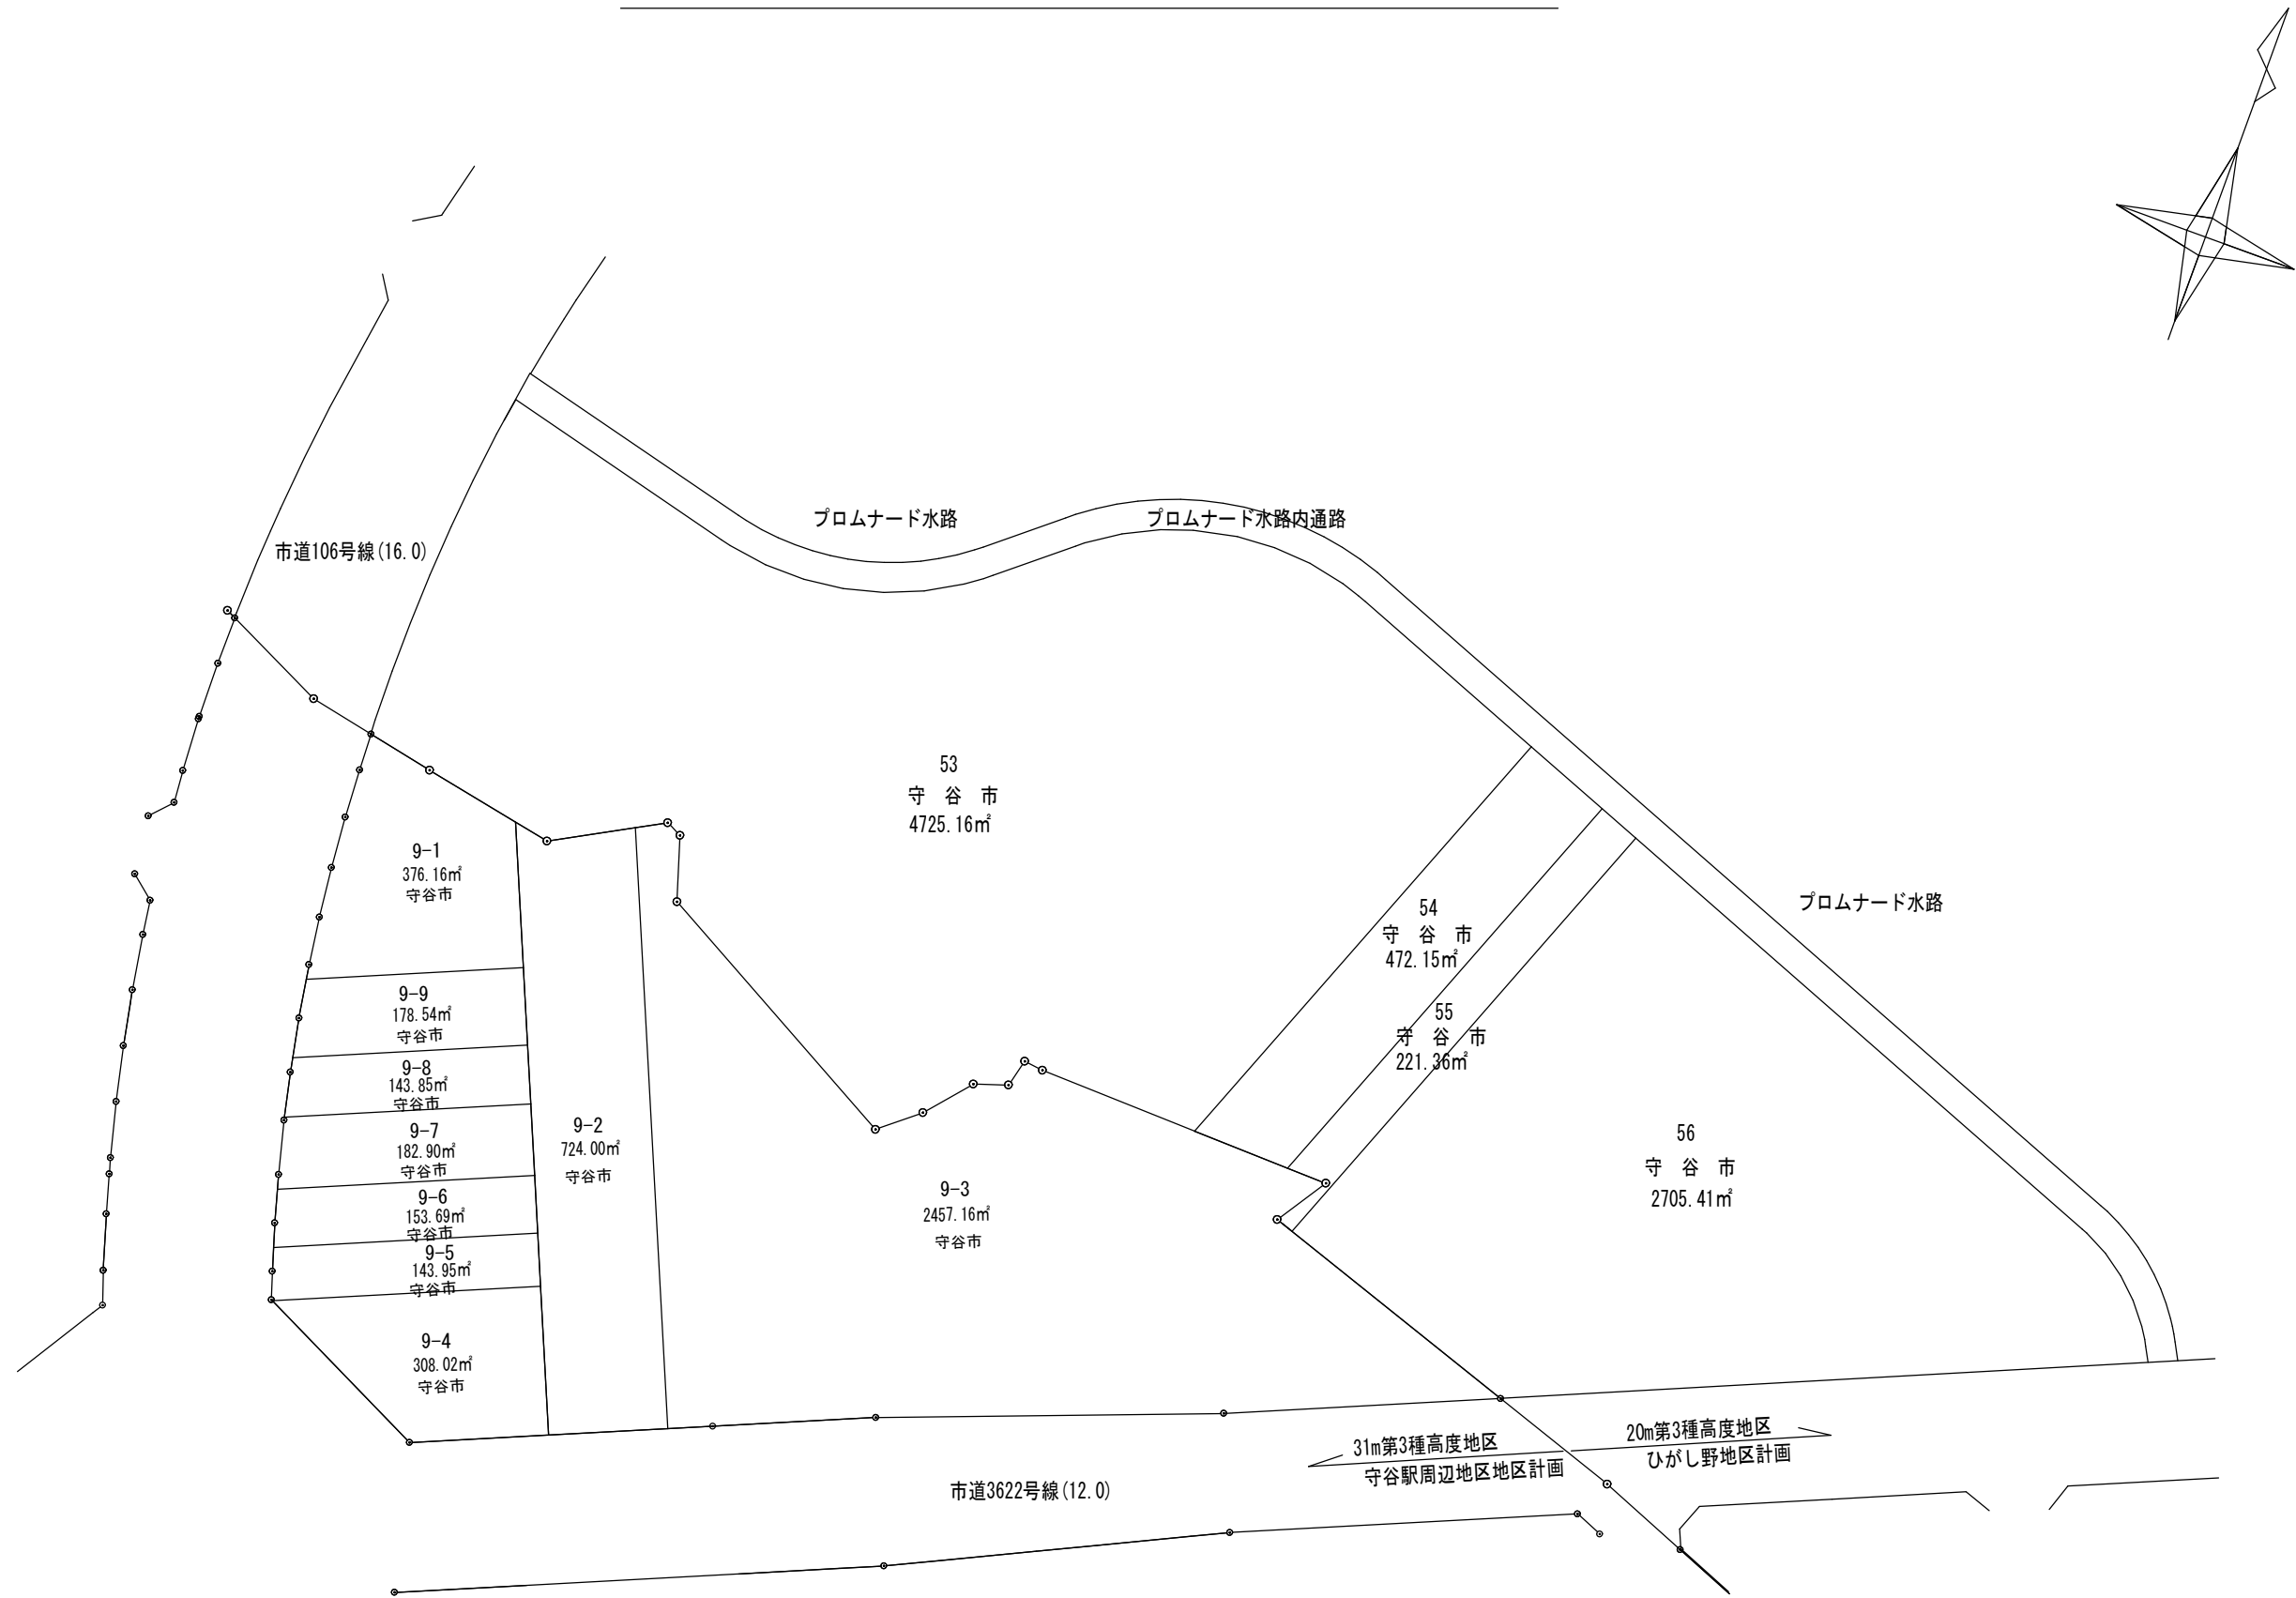 プロムナード水路
プロムナード水路内通路
市道106号線(16.0)
53
守 谷 市
4725.16㎡
9-1
376.16㎡
守谷市
プロムナード水路
54
守 谷 市
472.15㎡
9-9
178.54㎡
守谷市
55
守 谷 市
221.36㎡
9-8
143.85㎡
守谷市
9-7
182.90㎡
守谷市
9-2
724.00㎡
守谷市
56
守 谷 市
2705.41㎡
9-6
153.69㎡
守谷市
9-3
2457.16㎡
守谷市
9-5
143.95㎡
守谷市
9-4
308.02㎡
守谷市
31m第3種高度地区
守谷駅周辺地区地区計画
20m第3種高度地区
ひがし野地区計画
市道3622号線(12.0)